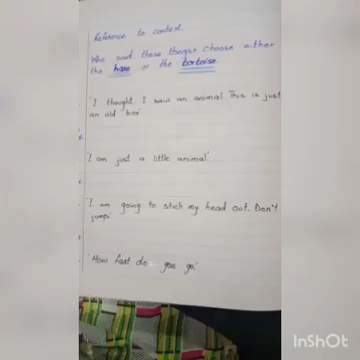 Reference to context.
Who said these things choose either
the hare or the tortoise.
'I thought I saw an animal This is just
an old box'
'I am just a little animal'
'I am going to stick my head out. Don't
jump'
'How fast do you go'
InShOt